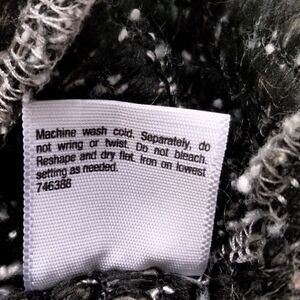 Machine wash cold. Separately, do
not wring or twist. Do not bleach.
Reshape and dry flat. Iron on lowest
setting as needed.
746388